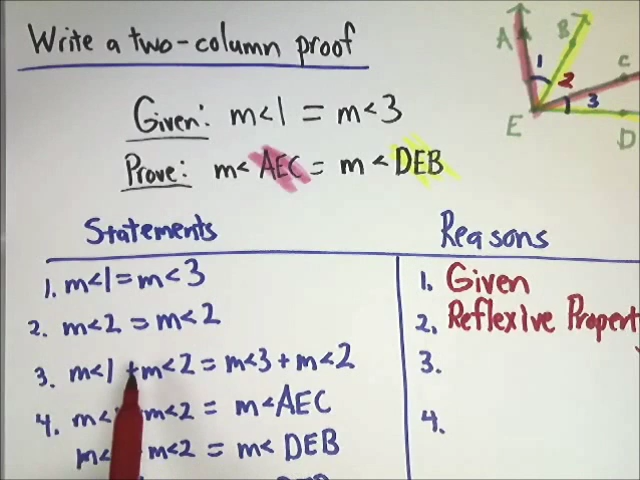 Write a two-column proof
Given: m<1 = m<3
Prove: m< AEC = m < DEB
A
B
C
D
E
1
2
3
Statements
Reasons
1. m<1 = m<3
1. Given
2. m<2 = m<2
2. Reflexive Property
3. m<1 + m<2 = m<3 + m<2
3.
4. m< m<2 = m<AEC
4.
m< m<2 = m< DEB